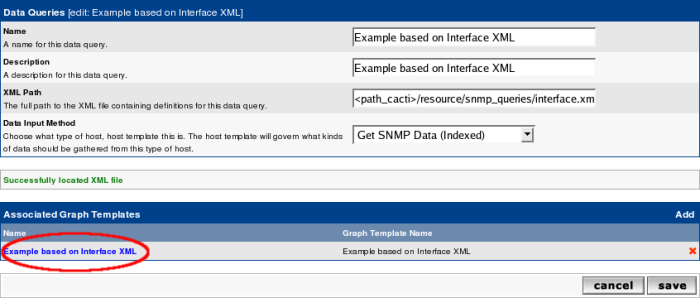 Data Queries [edit: Example based on Interface XML]
Name
A name for this data query.
Example based on Interface XML
Description
A description for this data query.
Example based on Interface XML
XML Path
The full path to the XML file containing definitions for this data query.
<path_cacti>/resource/snmp_queries/interface.xm
Data Input Method
Choose what type of host, host template this is. The host template will govern what kinds
of data should be gathered from this type of host.
Get SNMP Data (Indexed)
Successfully located XML file
Associated Graph Templates Add
Name Graph Template Name
Example based on Interface XML Example based on Interface XML
cancel save